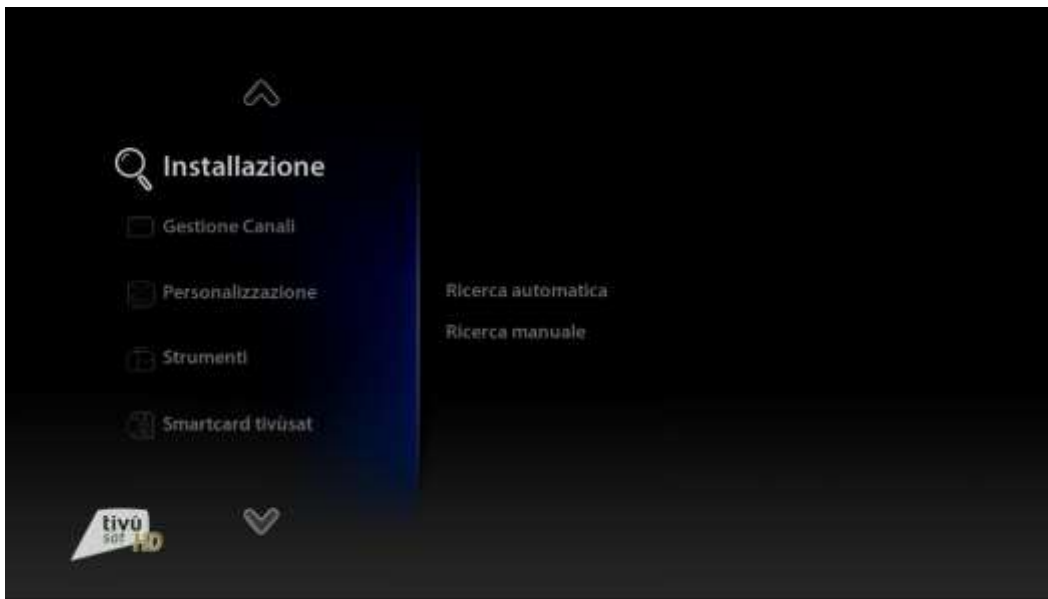 Installazione
Gestione Canali
Personalizzazione
Strumenti
Smartcard tivùsat
Ricerca automatica
Ricerca manuale
tivù
sat HD